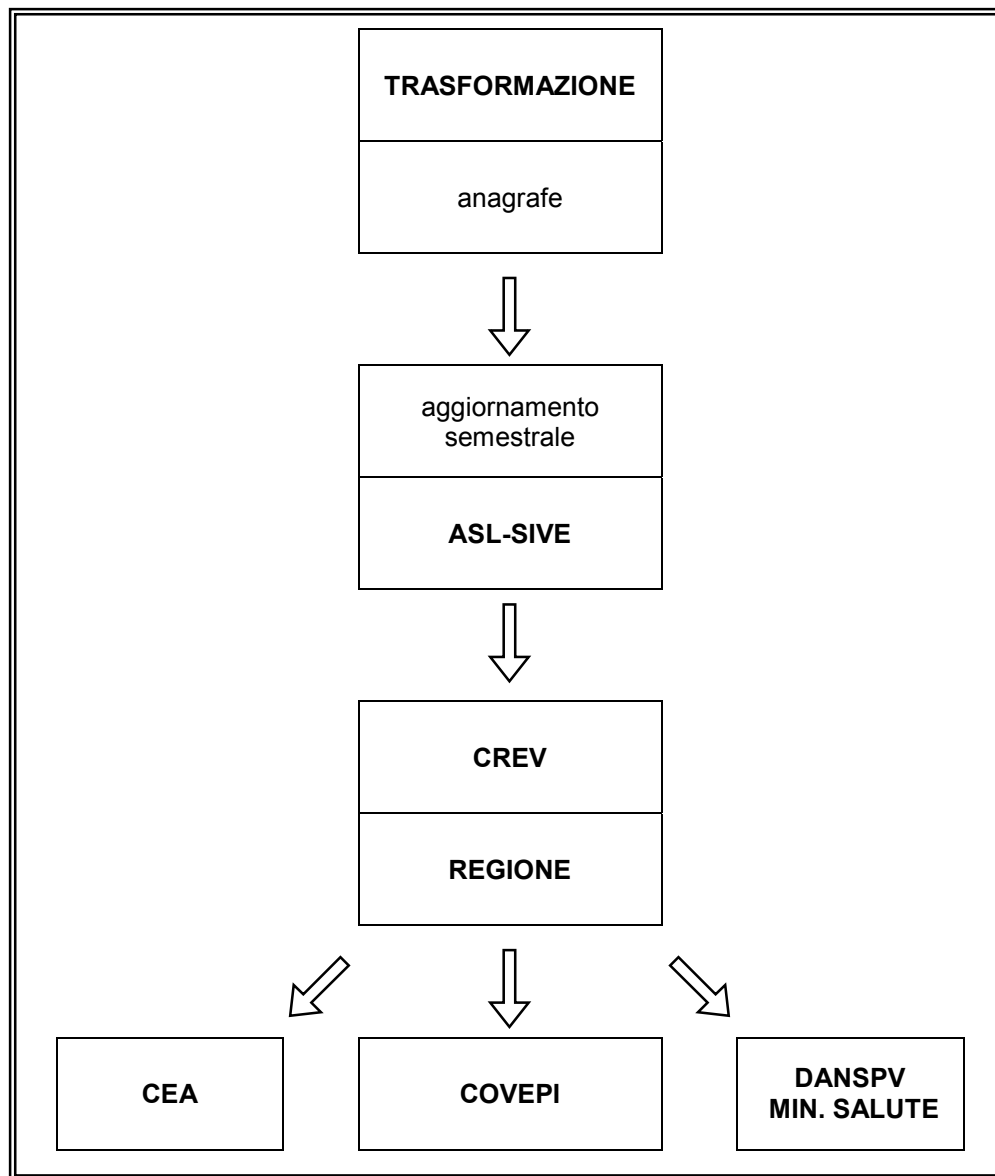 TRASFORMAZIONE
anagrafe
aggiornamento
semestrale
ASL-SIVE
CREV
REGIONE
CEA
COVEPI
DANSPV
MIN. SALUTE